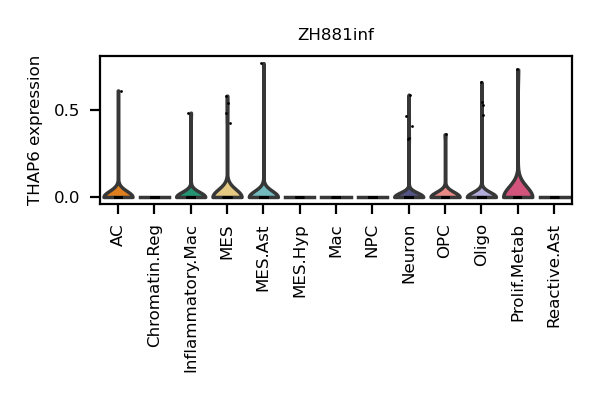 ZH881inf
THAP6 expression
0.5
0.0
AC
Chromatin.Reg
Inflammatory.Mac
MES
MES.Ast
MES.Hyp
Mac
NPC
Neuron
OPC
Oligo
Prolif.Metab
Reactive.Ast